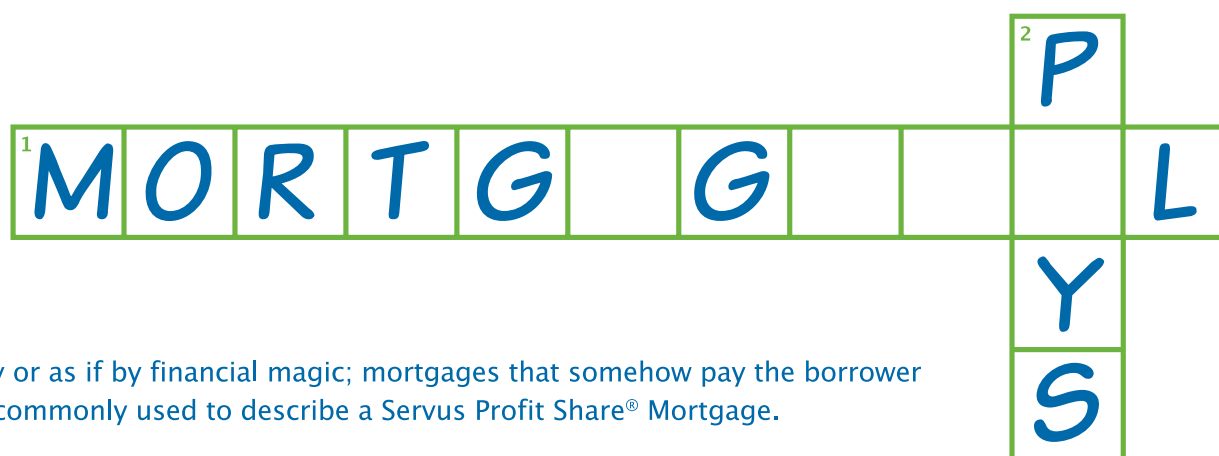 2 P
1 M O R T G G L
Y
y or as if by financial magic; mortgages that somehow pay the borrower
commonly used to describe a Servus Profit Share® Mortgage.
S